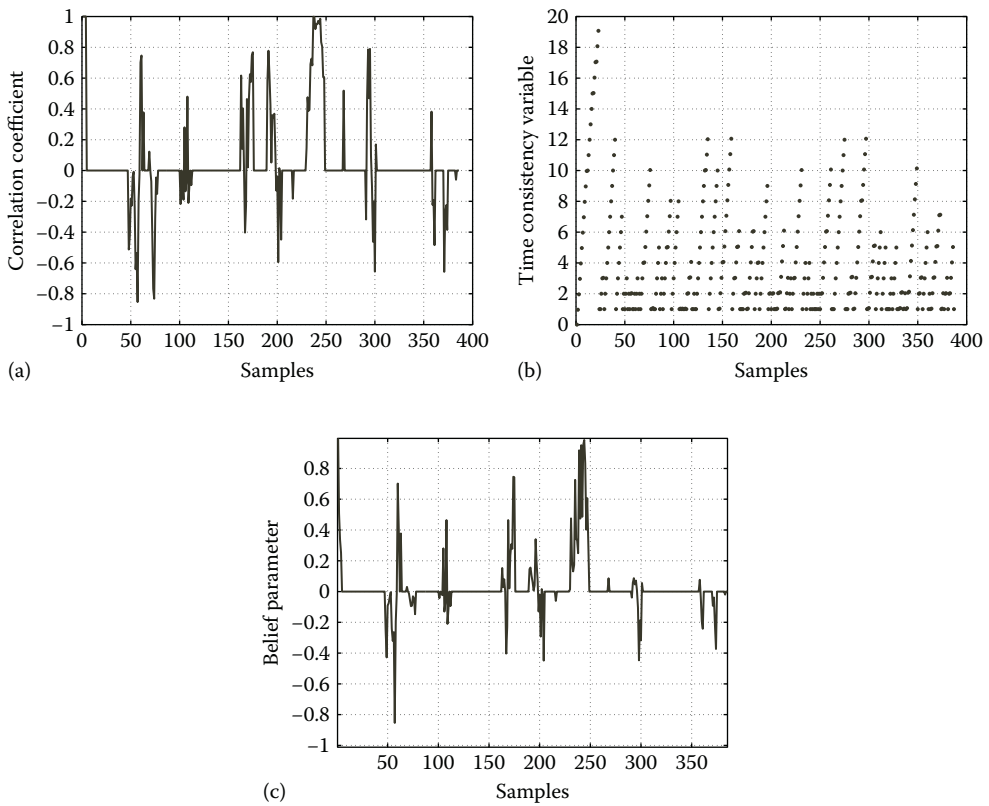 Correlation coefficient
1
0.8
0.6
0.4
0.2
0
−0.2
−0.4
−0.6
−0.8
−1
0 50 100 150 200 250 300 350 400
Samples
(a)
Time consistency variable
20
18
16
14
12
10
8
6
4
2
0
0 50 100 150 200 250 300 350 400
Samples
(b)
Belief parameter
0.8
0.6
0.4
0.2
0
−0.2
−0.4
−0.6
−0.8
−1
50 100 150 200 250 300 350
Samples
(c)